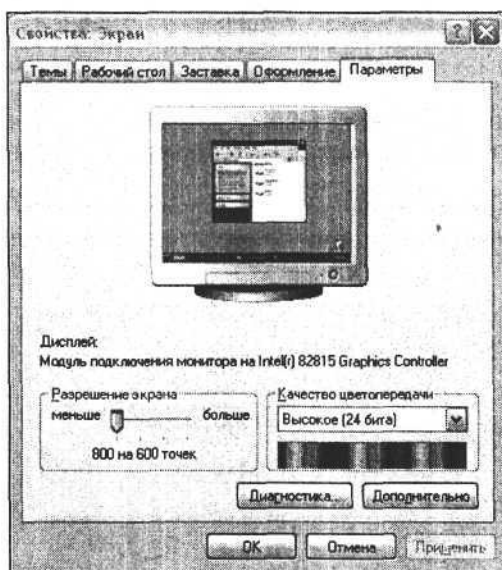 Свойства: Экран
Темы Рабочий стол Заставка Оформление Параметры
Дисплей:
Модуль подключения монитора на Intel(r) 82815 Graphics Controller
Разрешение экрана
меньше больше
800 на 600 точек
Качество цветопередачи
Высокое (24 бита)
Диагностика... Дополнительно
OK Отмена Применить